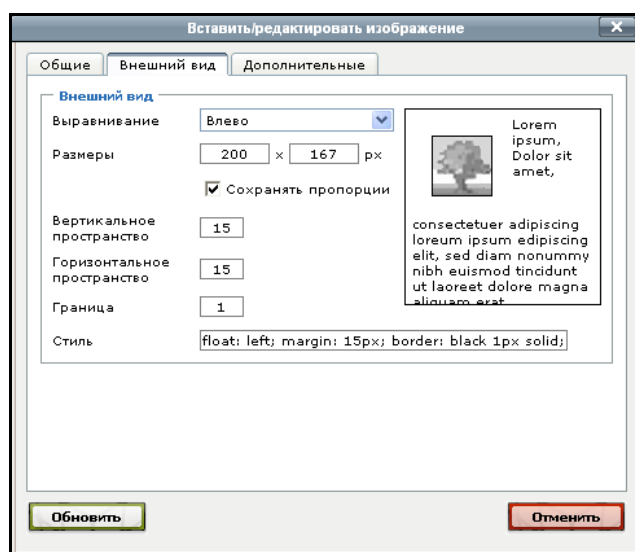 Вставить/редактировать изображение
Общие Внешний вид Дополнительные
Внешний вид
Выравнивание Влево
Размеры 200 x 167 px
Сохранять пропорции
Вертикальное
пространство 15
Горизонтальное
пространство 15
Граница 1
Стиль float: left; margin: 15px; border: black 1px solid;
Lorem
ipsum,
Dolor sit
amet,
consectetuer adipiscing
loreum ipsum edipiscing
elit, sed diam nonummy
nibh euismod tincidunt
ut laoreet dolore magna
aliquam erat
Обновить Отменить